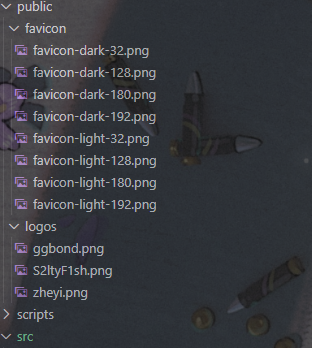 public
favicon
favicon-dark-32.png
favicon-dark-128.png
favicon-dark-180.png
favicon-dark-192.png
favicon-light-32.png
favicon-light-128.png
favicon-light-180.png
favicon-light-192.png
logos
ggbond.png
S2ltyF1sh.png
zheyi.png
scripts
src